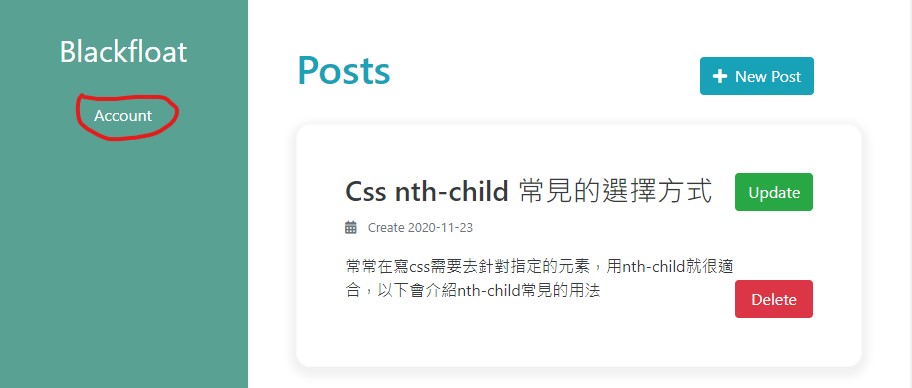 Blackfloat
Account
Posts
New Post
Css nth-child 常見的選擇方式
Update
Create 2020-11-23
常常在寫css需要去針對指定的元素，用nth-child就很適
合，以下會介紹nth-child常見的用法
Delete